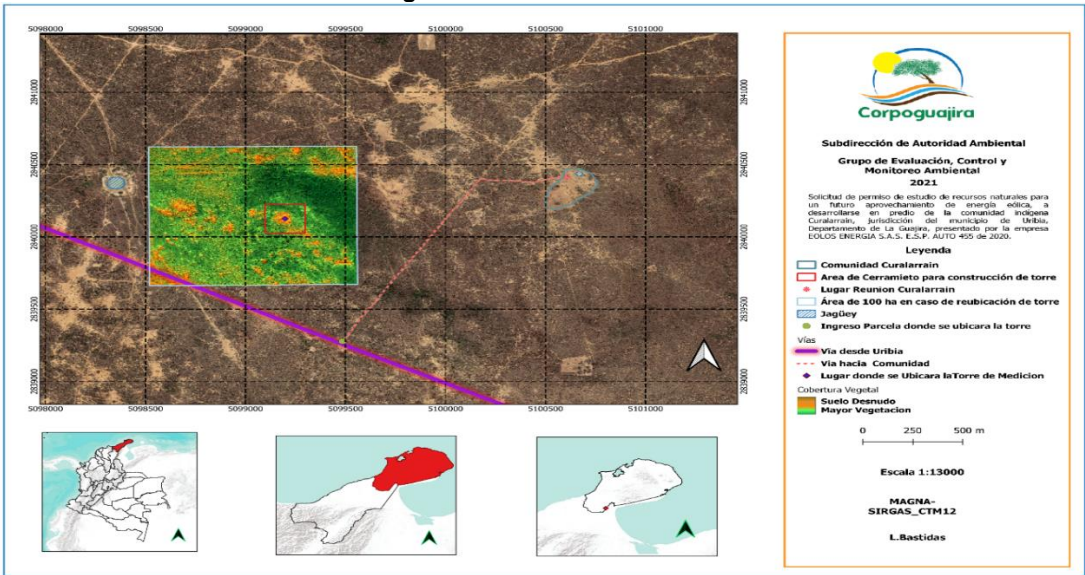 5098000 5098500 5099000 5099500 5100000 5100500 5101000
2841000 2841000
2840500 2840500
2840000 2840000
2839500 2839500
2839000 2839000
5098000 5098500 5099000 5099500 5100000 5100500 5101000
Corpoguajira
Subdirección de Autoridad Ambiental
Grupo de Evaluación, Control y
Monitoreo Ambiental
2021
Solicitud de permiso de estudio de recursos naturales para
un futuro aprovechamiento de energía eólica, a
desarrollarse en predio de la comunidad indigena
Curalarrain, jurisdicción del municipio de Uribia,
Departamento de La Guajira, presentado por la empresa
EOLOS ENERGIA S.A.S. E.S.P. AUTO 455 de 2020.
Leyenda
Comunidad Curalarrain
Area de Cerramieto para construcción de torre
Lugar Reunion Curalarrain
Área de 100 ha en caso de reubicación de torre
Jagüey
Ingreso Parcela donde se ubicara la torre
Vías
Vía desde Uribia
Via hacia Comunidad
Lugar donde se Ubicara laTorre de Medicion
Cobertura Vegetal
Suelo Desnudo
Mayor Vegetacion
0 250 500 m
Escala 1:13000
MAGNA-
SIRGAS_CTM12
L.Bastidas